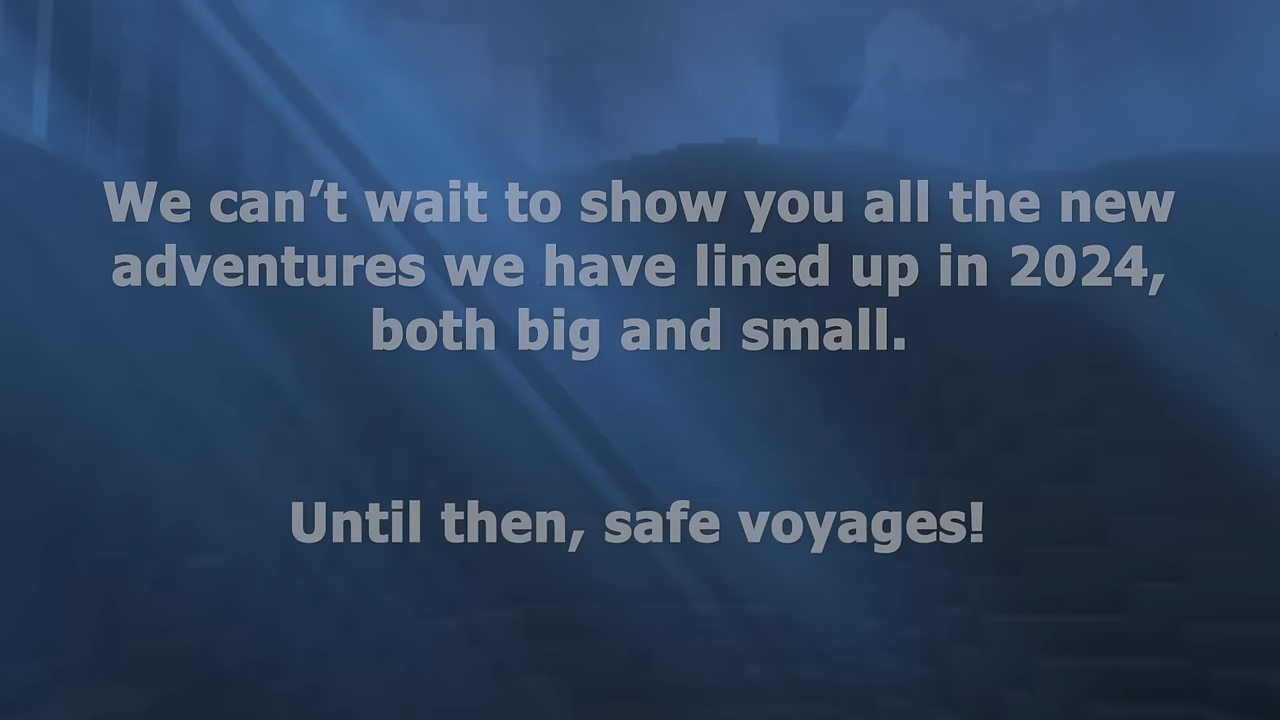 We can’t wait to show you all the new
adventures we have lined up in 2024,
both big and small.
Until then, safe voyages!